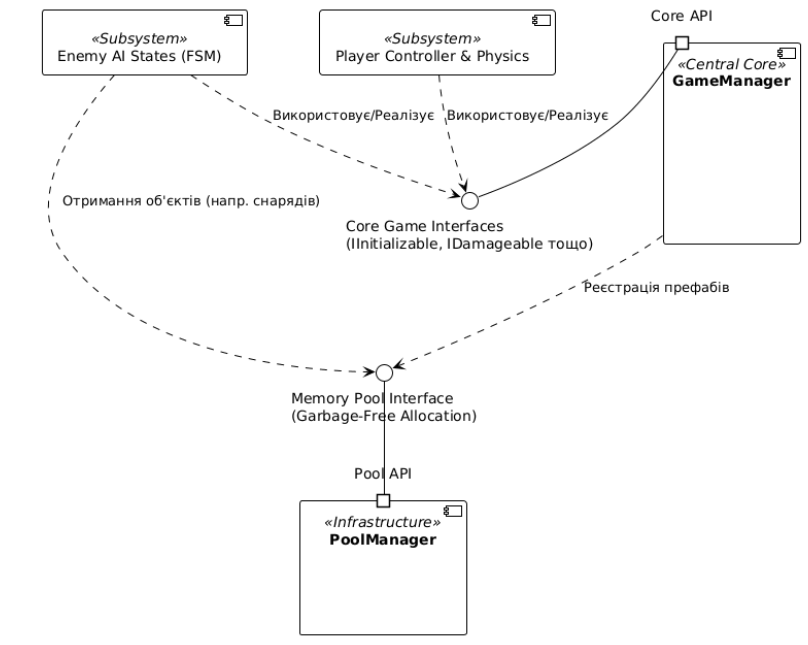 Core API
«Subsystem»
Enemy AI States (FSM)
«Subsystem»
Player Controller & Physics
«Central Core»
GameManager
Використовує/Реалізує
Використовує/Реалізує
Отримання об'єктів (напр. снарядів)
Core Game Interfaces
(IInitializable, IDamageable тощо)
Реєстрація префабів
Memory Pool Interface
(Garbage-Free Allocation)
Pool API
«Infrastructure»
PoolManager